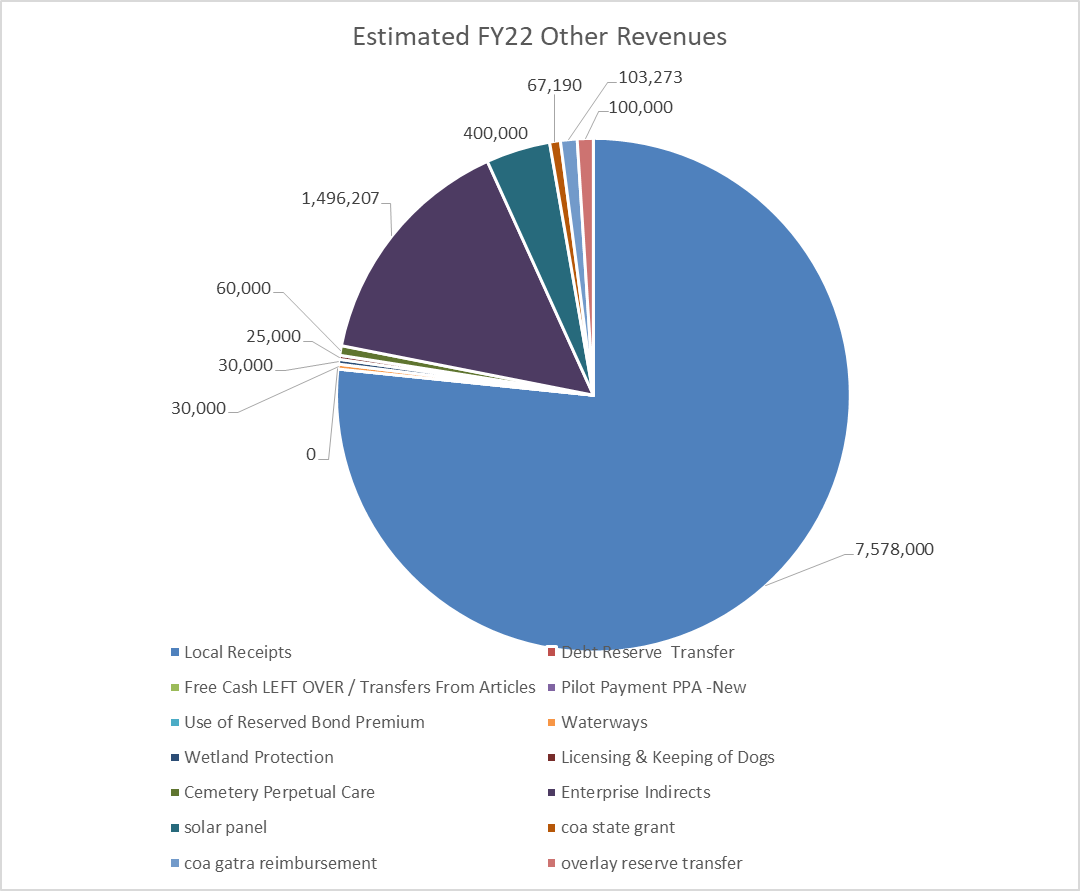 Estimated FY22 Other Revenues
67,190
103,273
100,000
400,000
1,496,207
60,000
25,000
30,000
30,000
0
7,578,000
Local Receipts
Debt Reserve  Transfer
Free Cash LEFT OVER / Transfers From Articles
Pilot Payment PPA -New
Use of Reserved Bond Premium
Waterways
Wetland Protection
Licensing & Keeping of Dogs
Cemetery Perpetual Care
Enterprise Indirects
solar panel
coa state grant
coa gatra reimbursement
overlay reserve transfer